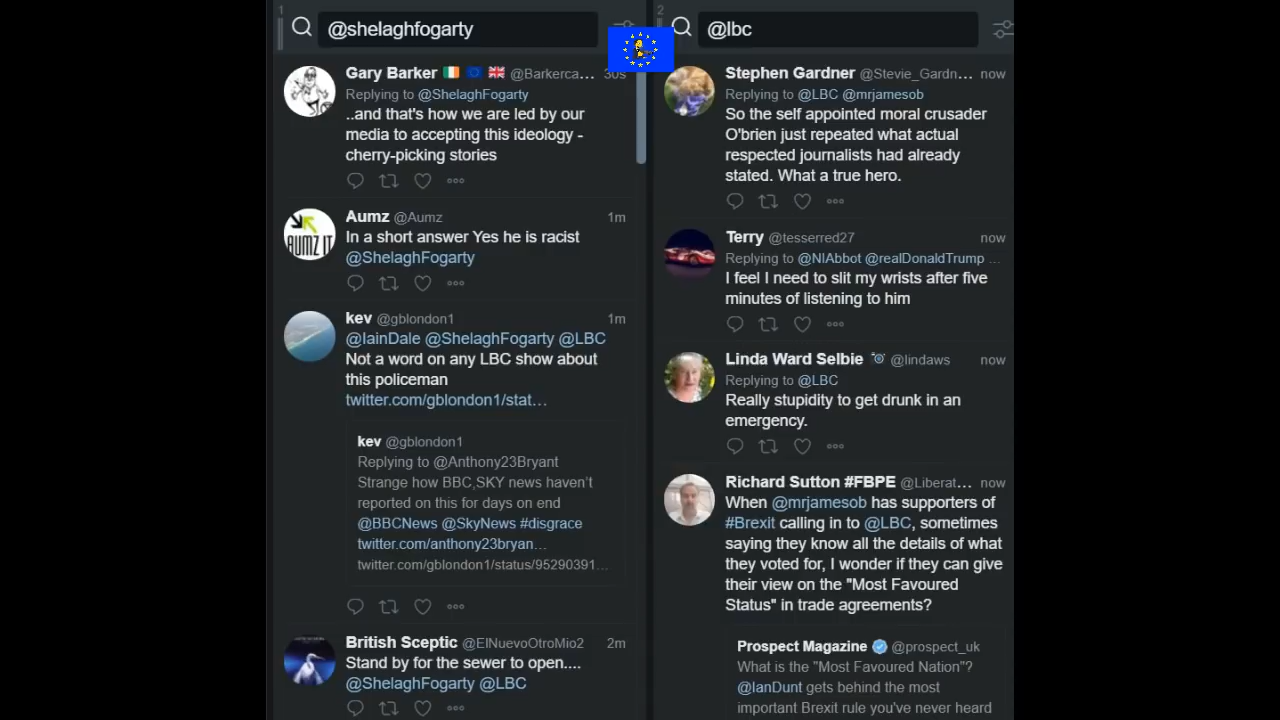 1
@shelaghfogarty
Gary Barker @Barkerca... 30s
Replying to @ShelaghFogarty
..and that's how we are led by our
media to accepting this ideology -
cherry-picking stories
Aumz @Aumz 1m
AUMZ IT
In a short answer Yes he is racist
@ShelaghFogarty
kev @gblondon1 1m
@IainDale @ShelaghFogarty @LBC
Not a word on any LBC show about
this policeman
twitter.com/gblondon1/stat...
kev @gblondon1
Replying to @Anthony23Bryant
Strange how BBC,SKY news haven't
reported on this for days on end
@BBCNews @SkyNews #disgrace
twitter.com/anthony23bryan...
twitter.com/gblondon1/status/95290391...
British Sceptic @ElNuevoOtroMio2 2m
Stand by for the sewer to open....
@ShelaghFogarty @LBC
2
@lbc
Stephen Gardner @Stevie_Gardn... now
Replying to @LBC @mrjamesob
So the self appointed moral crusader
O'brien just repeated what actual
respected journalists had already
stated. What a true hero.
Terry @tesserred27 now
Replying to @NIAbbot @realDonaldTrump ...
I feel I need to slit my wrists after five
minutes of listening to him
Linda Ward Selbie @lindaws now
Replying to @LBC
Really stupidity to get drunk in an
emergency.
Richard Sutton #FBPE @Liberat... now
When @mrjamesob has supporters of
#Brexit calling in to @LBC, sometimes
saying they know all the details of what
they voted for, I wonder if they can give
their view on the "Most Favoured
Status" in trade agreements?
Prospect Magazine @prospect_uk
What is the "Most Favoured Nation"?
@IanDunt gets behind the most
important Brexit rule you've never heard